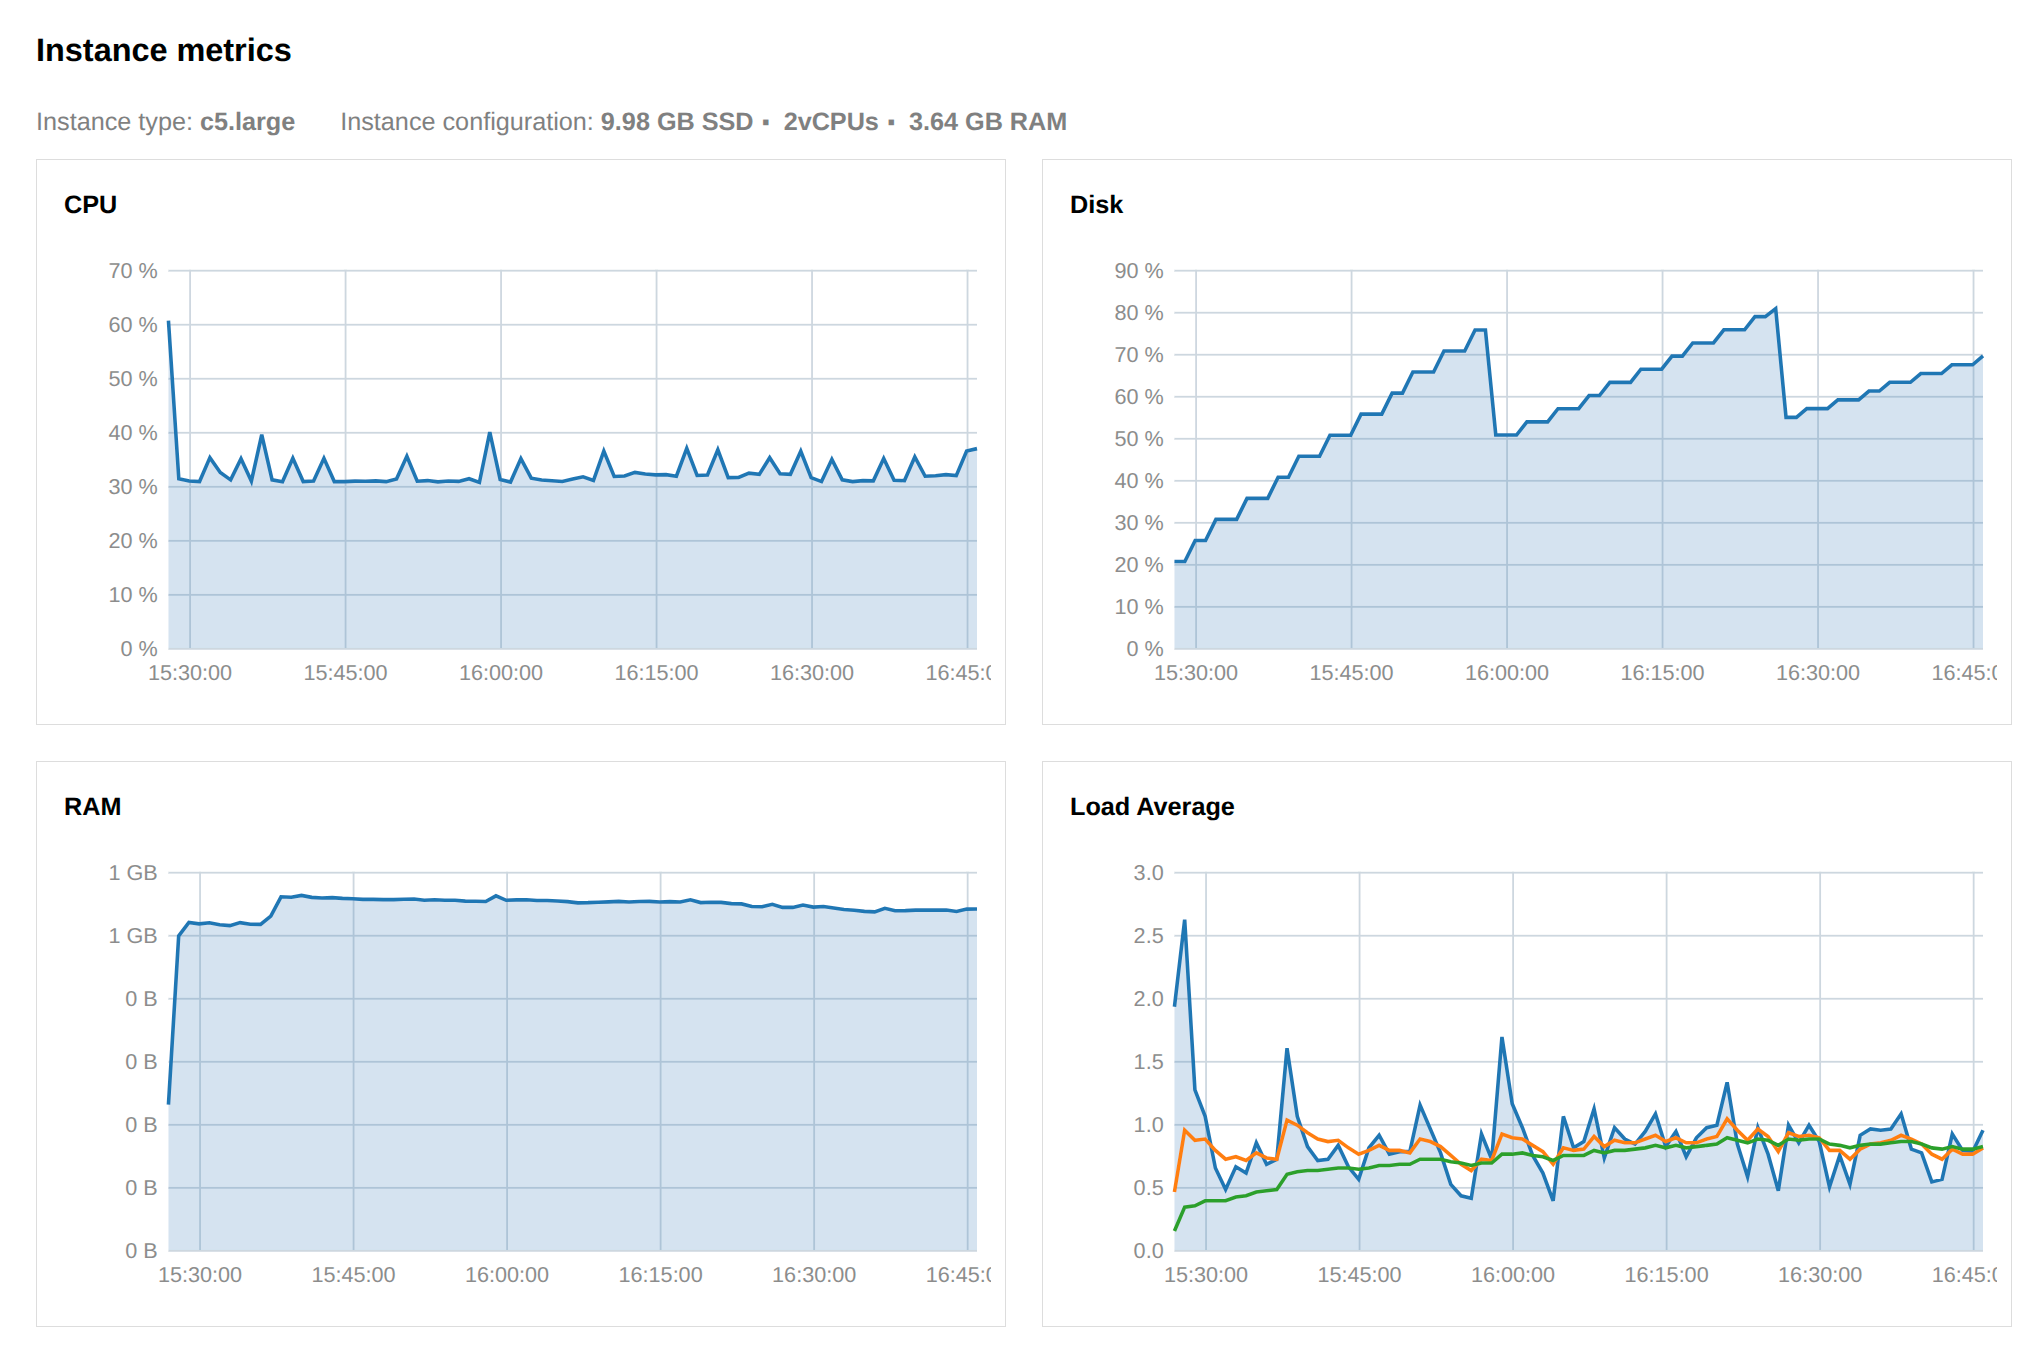 Instance metrics
Instance type: c5.large Instance configuration: 9.98 GB SSD ▪ 2vCPUs ▪ 3.64 GB RAM
CPU
70 %
60 %
50 %
40 %
30 %
20 %
10 %
0 %
15:30:00 15:45:00 16:00:00 16:15:00 16:30:00 16:45:0
Disk
90 %
80 %
70 %
60 %
50 %
40 %
30 %
20 %
10 %
0 %
15:30:00 15:45:00 16:00:00 16:15:00 16:30:00 16:45:0
RAM
1 GB
1 GB
0 B
0 B
0 B
0 B
0 B
15:30:00 15:45:00 16:00:00 16:15:00 16:30:00 16:45:0
Load Average
3.0
2.5
2.0
1.5
1.0
0.5
0.0
15:30:00 15:45:00 16:00:00 16:15:00 16:30:00 16:45:0